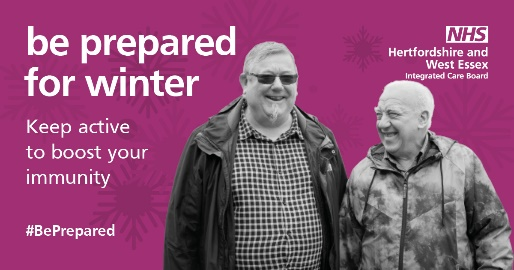 be prepared
for winter
Keep active
to boost your
immunity
#BePrepared
NHS
Hertfordshire and
West Essex
Integrated Care Board